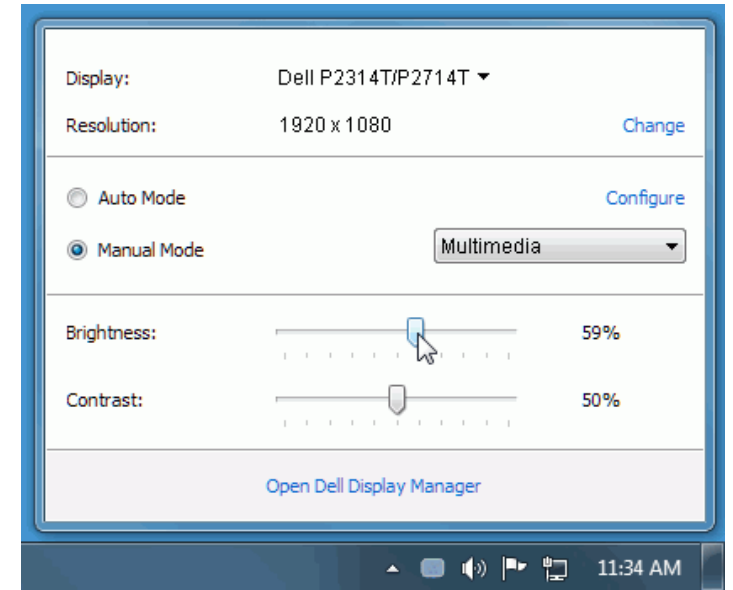 Display: Dell P2314T/P2714T
Resolution: 1920 x 1080 Change
Auto Mode Configure
Manual Mode Multimedia
Brightness: 59%
Contrast: 50%
Open Dell Display Manager
11:34 AM